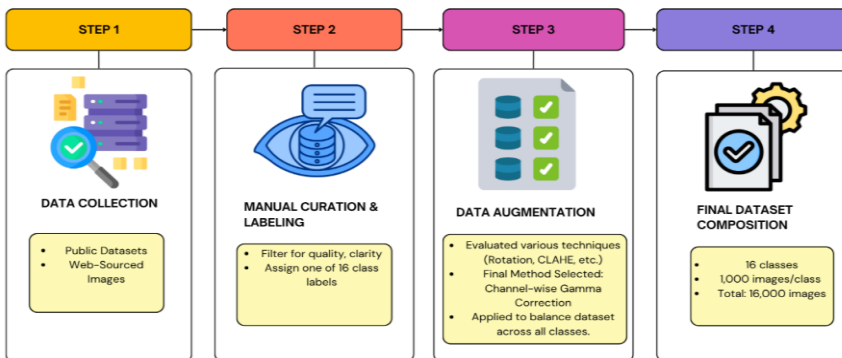 STEP 1
STEP 2
STEP 3
STEP 4
DATA COLLECTION
• Public Datasets
• Web-Sourced
Images
MANUAL CURATION &
LABELING
• Filter for quality, clarity
• Assign one of 16 class
labels
DATA AUGMENTATION
• Evaluated various techniques
(Rotation, CLAHE, etc.)
• Final Method Selected:
Channel-wise Gamma
Correction
• Applied to balance dataset
across all classes.
FINAL DATASET
COMPOSITION
• 16 classes
• 1,000 images/class
• Total: 16,000 images